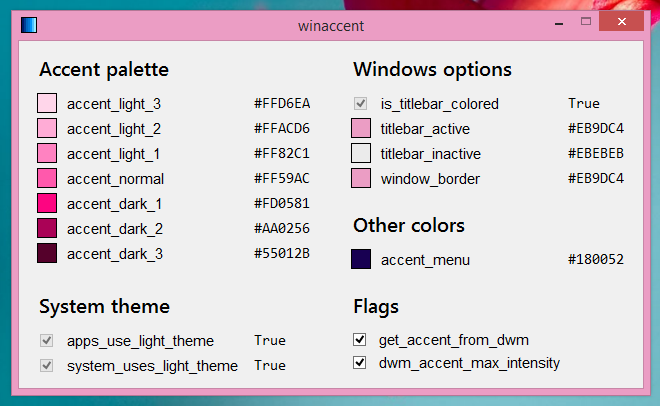 winaccent
Accent palette
accent_light_3 #FFD6EA
accent_light_2 #FFACD6
accent_light_1 #FF82C1
accent_normal #FF59AC
accent_dark_1 #FD0581
accent_dark_2 #AA0256
accent_dark_3 #55012B
Windows options
is_titlebar_colored True
titlebar_active #EB9DC4
titlebar_inactive #EBEBEB
window_border #EB9DC4
Other colors
accent_menu #180052
System theme
apps_use_light_theme True
system_uses_light_theme True
Flags
get_accent_from_dwm
dwm_accent_max_intensity